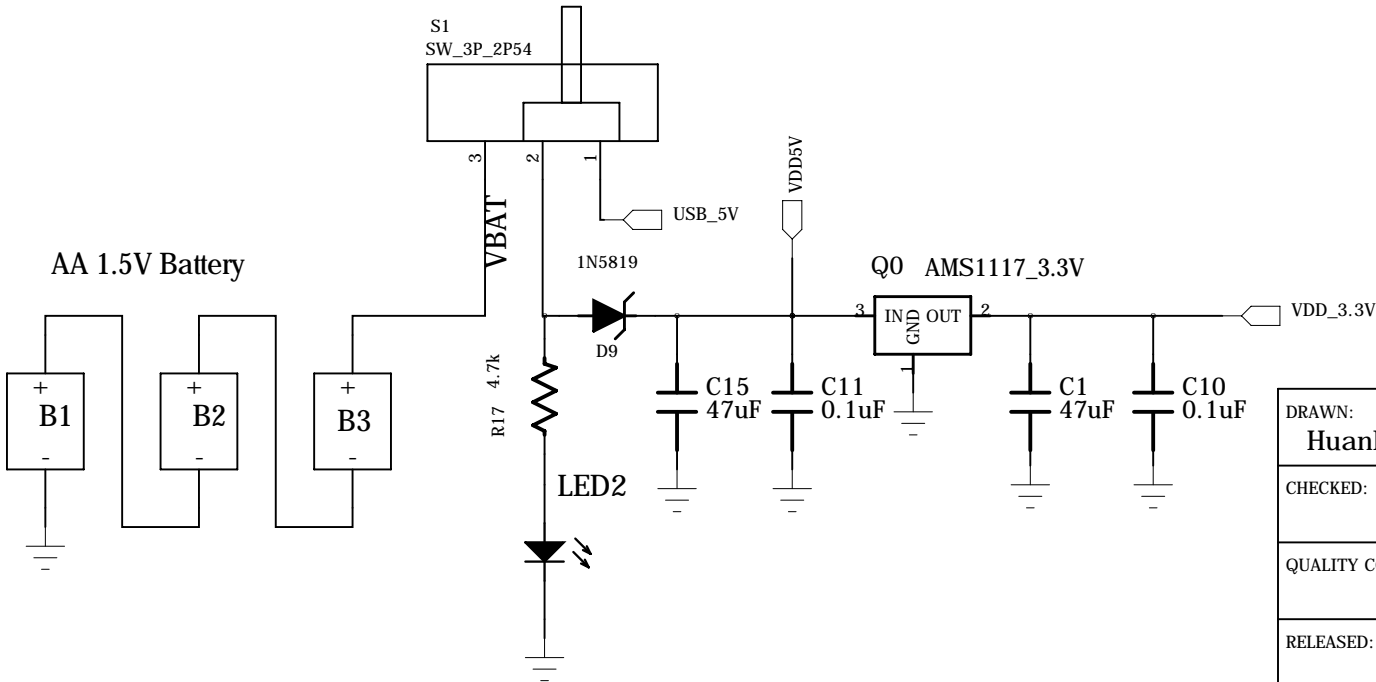 S1
SW_3P_2P54
3
2
1
VBAT
USB_5V
VDD5V
AA 1.5V Battery
1N5819
D9
Q0 AMS1117_3.3V
3
IN
GND
OUT
2
1
VDD_3.3V
+
B1
-
+
B2
-
+
B3
-
R17 4.7k
LED2
C15
47uF
C11
0.1uF
C1
47uF
C10
0.1uF
DRAWN:
CHECKED:
QUALITY
RELEASED: